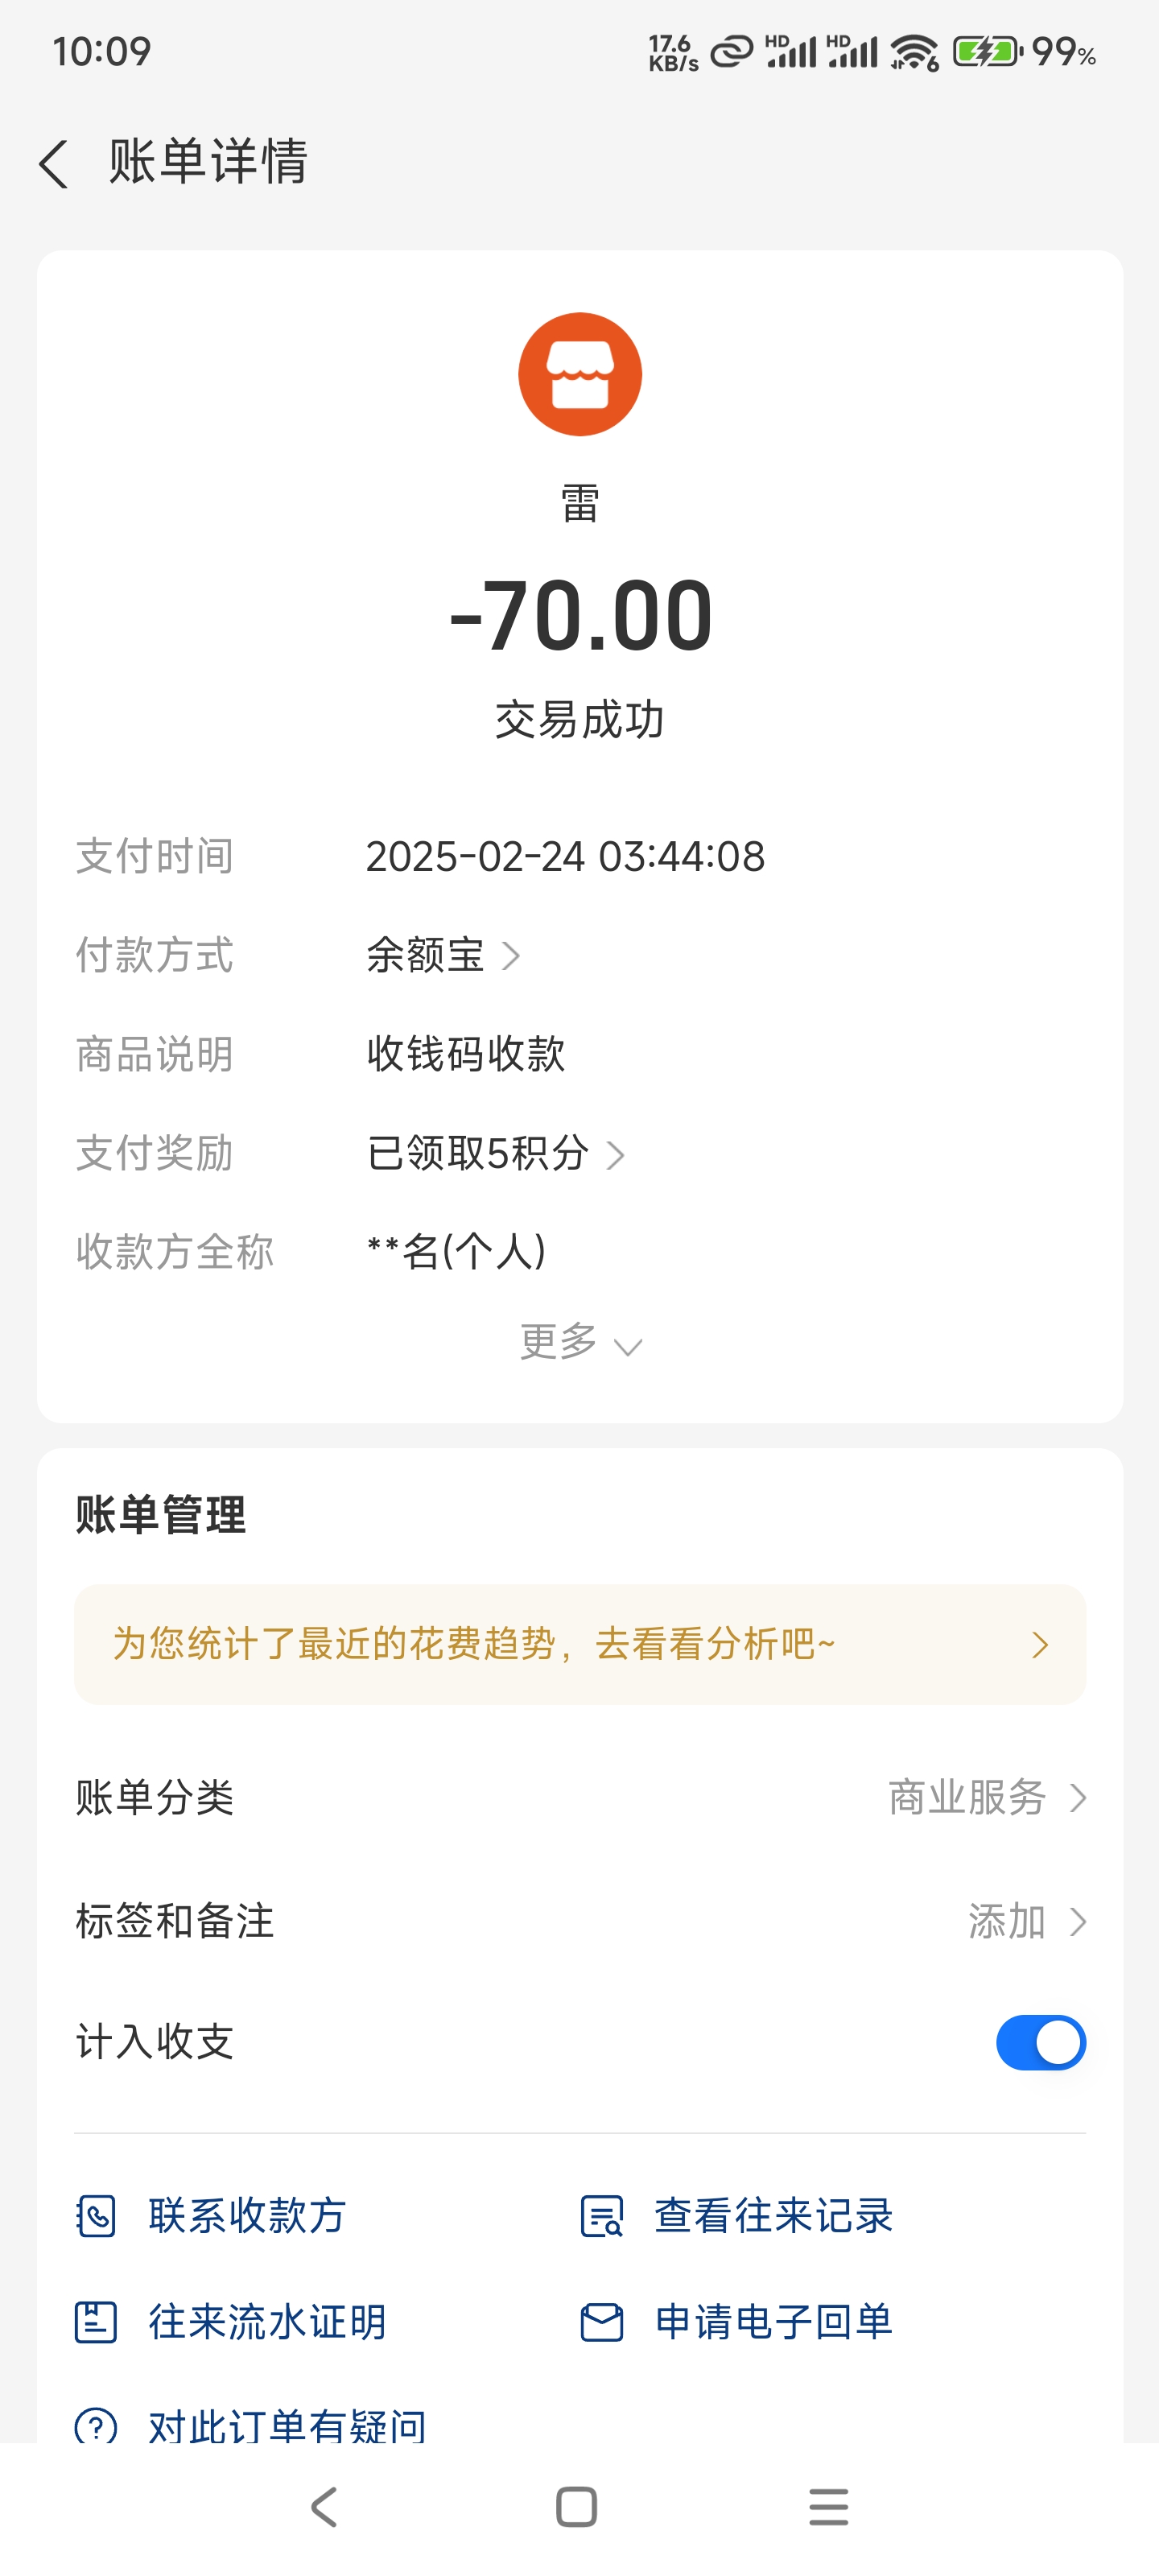 10:09
17.6 KB/s HD HD 6 99%
账单详情
雷
-70.00
交易成功
支付时间 2025-02-24 03:44:08
付款方式 余额宝
商品说明 收钱码收款
支付奖励 已领取5积分
收款方全称 **名(个人)
更多
账单管理
为您统计了最近的花费趋势，去看看分析吧~
账单分类 商业服务
标签和备注 添加
计入收支
联系收款方 查看往来记录
往来流水证明 申请电子回单
对此订单有疑问